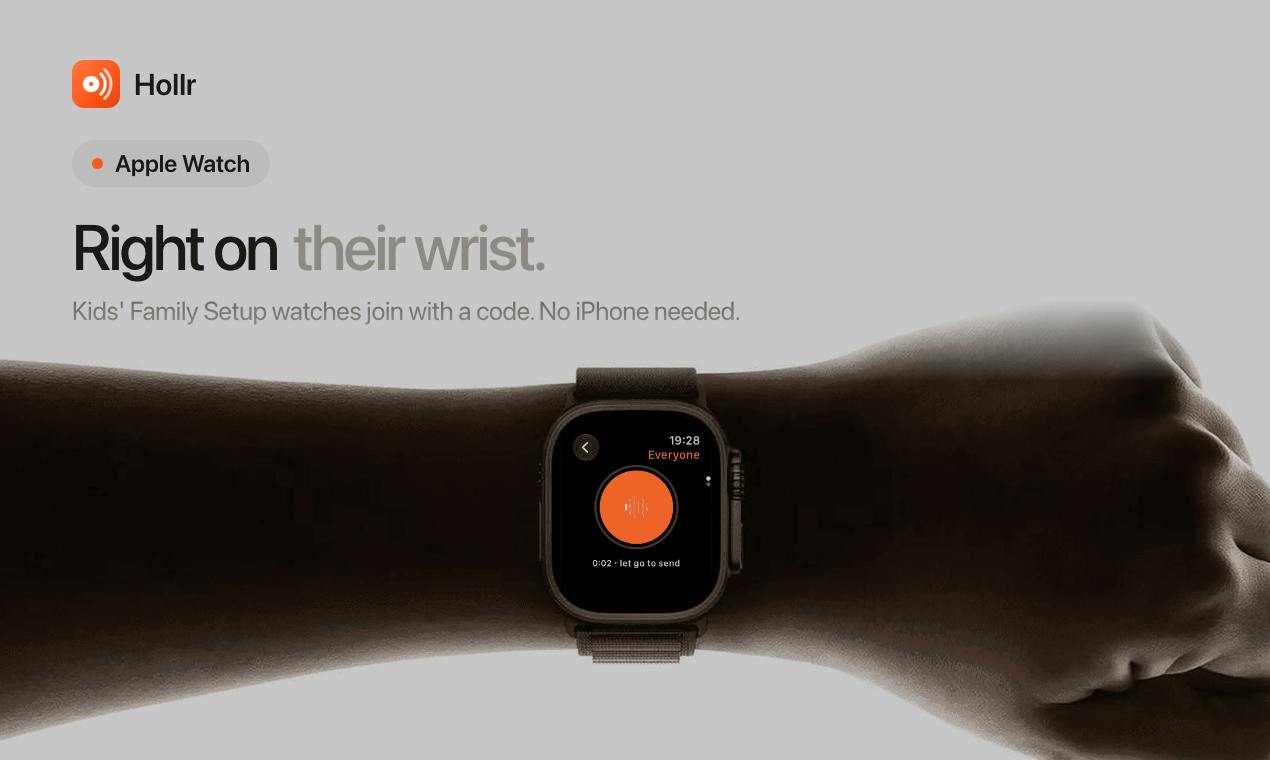 Hollr
Apple Watch
Right on their wrist.
Kids' Family Setup watches join with a code. No iPhone needed.
19:28
Everyone
0:02 · let go to send